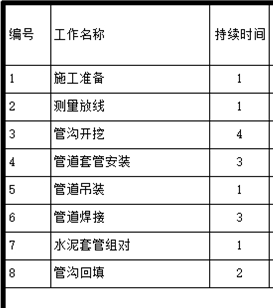 编号 工作名称 持续时间
1 施工准备 1
2 测量放线 1
3 管沟开挖 4
4 管道套管安装 3
5 管道吊装 1
6 管道焊接 3
7 水泥套管组对 1
8 管沟回填 2